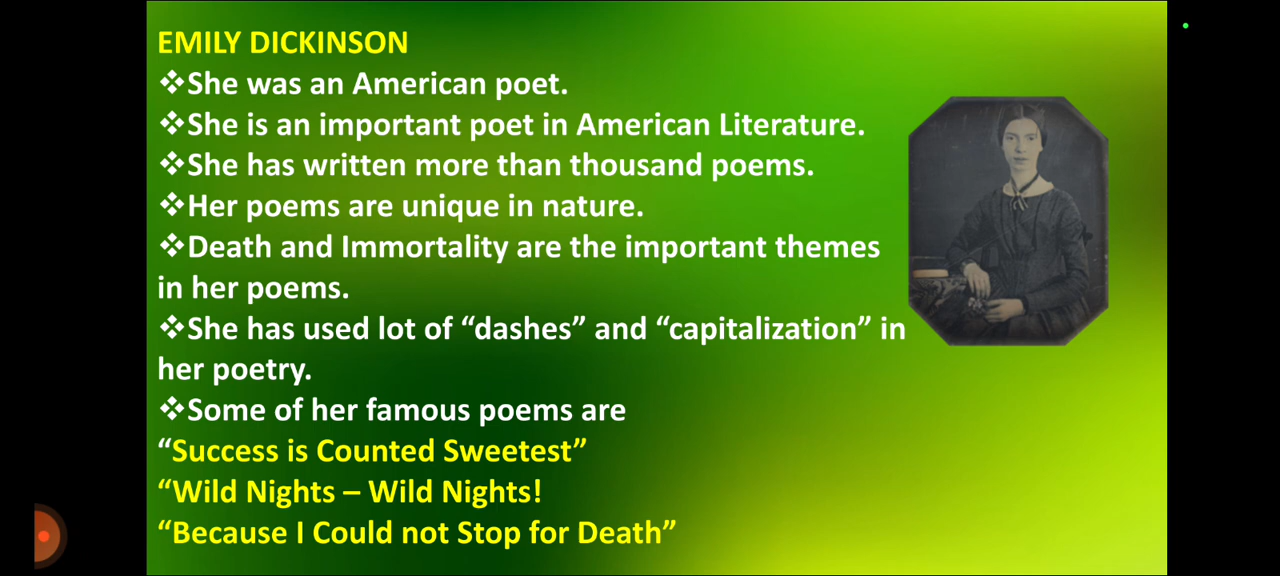 EMILY DICKINSON
❖She was an American poet.
❖She is an important poet in American Literature.
❖She has written more than thousand poems.
❖Her poems are unique in nature.
❖Death and Immortality are the important themes
in her poems.
❖She has used lot of “dashes” and “capitalization” in
her poetry.
❖Some of her famous poems are
“Success is Counted Sweetest”
“Wild Nights – Wild Nights!
“Because I Could not Stop for Death”